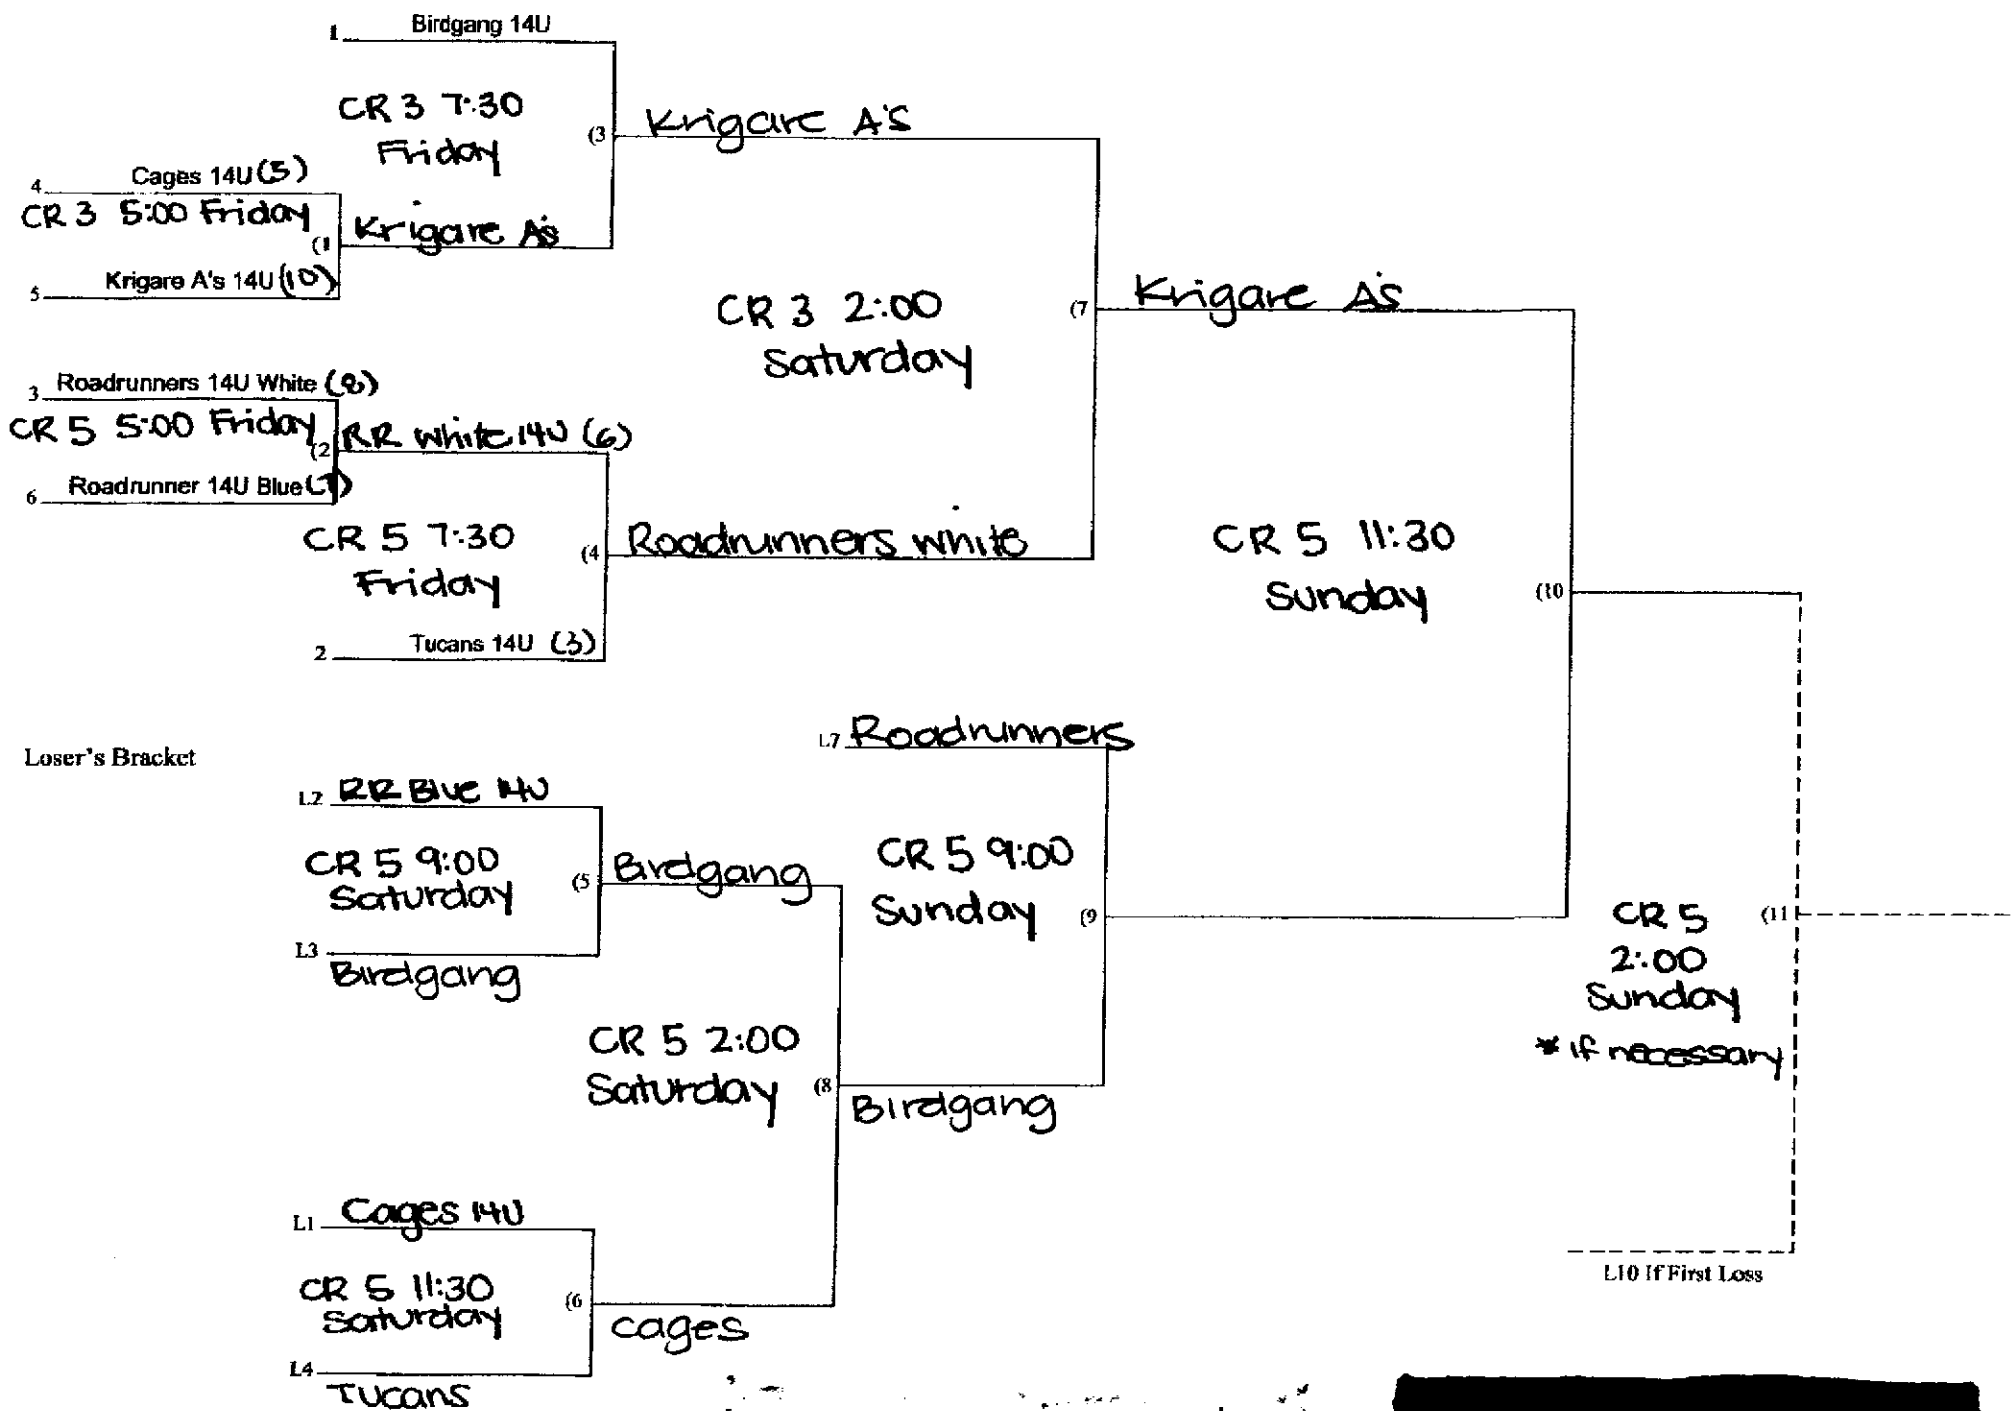 1 Birdgang 14U
CR 3 7:30
Friday
(3 Krigare A's
4 Cages 14U (5)
CR 3 5:00 Friday
(1 Krigare A's
5 Krigare A's 14U (10)
CR 3 2:00
Saturday
(7 Krigare A's
3 Roadrunners 14U White (8)
CR 5 5:00 Friday
(2 RR White 14U (6)
6 Roadrunner 14U Blue (7)
CR 5 7:30
Friday
(4 Roadrunners white
2 Tucans 14U (3)
CR 5 11:30
Sunday
(10
Loser's Bracket
L7 Roadrunners
L2 RR Blue 14U
CR 5 9:00
Saturday
(5 Birdgang
L3
Birdgang
CR 5 9:00
Sunday
(9
CR 5
2:00
Sunday
* if necessary
(11
CR 5 2:00
Saturday
(8
Birdgang
L1 Cages 14U
CR 5 11:30
Saturday
(6
cages
L4
Tucans
L10 If First Loss